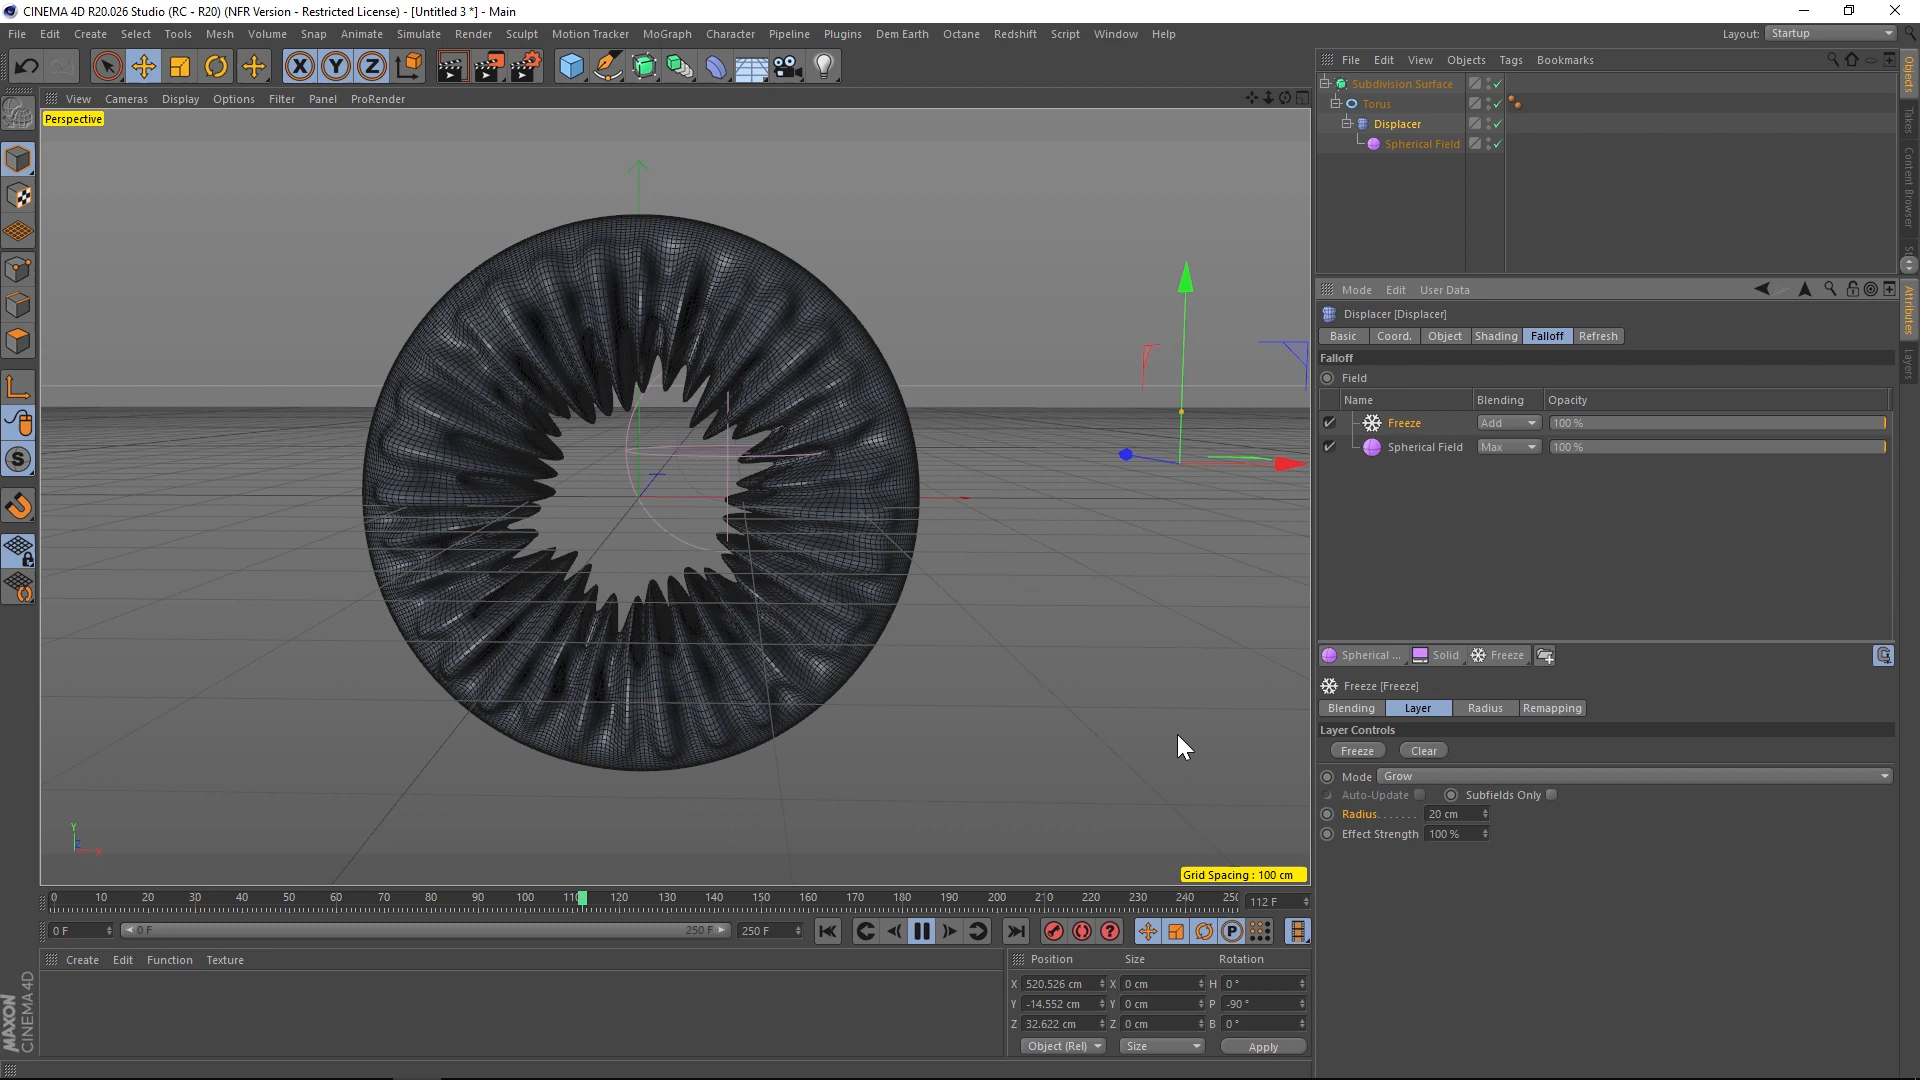 CINEMA 4D R20.026 Studio (RC - R20) (NFR Version - Restricted License) - [Untitled 3 *] - Main
File Edit Create Select Tools Mesh Volume Snap Animate Simulate Render Sculpt Motion Tracker MoGraph Character Pipeline Plugins Dem Earth Octane Redshift Script Window Help Layout: Startup
X Y Z
File Edit View Objects Tags Bookmarks
View Cameras Display Options Filter Panel ProRender
Perspective
Subdivision Surface
Torus
Displacer
Spherical Field
Objects
Takes
Content Browser
Attributes
Layers
Mode Edit User Data
Displacer [Displacer]
Basic Coord. Object Shading Falloff Refresh
Falloff
Field
Name Blending Opacity
Freeze Add 100 %
Spherical Field Max 100 %
Spherical ... Solid Freeze
Freeze [Freeze]
Blending Layer Radius Remapping
Layer Controls
Freeze Clear
Mode Grow
Auto-Update Subfields Only
Radius....... 20 cm
Effect Strength 100 %
S
Y
Z
X
Grid Spacing : 100 cm
0 10 20 30 40 50 60 70 80 90 100 110 120 130 140 150 160 170 180 190 200 210 220 230 240 250 112 F
0 F 0 F 250 F 250 F P
Create Edit Function Texture
Position Size Rotation
X 520.526 cm X 0 cm H 0 °
Y -14.552 cm Y 0 cm P -90 °
Z 32.622 cm Z 0 cm B 0 °
Object (Rel) Size Apply
MAXON
CINEMA 4D